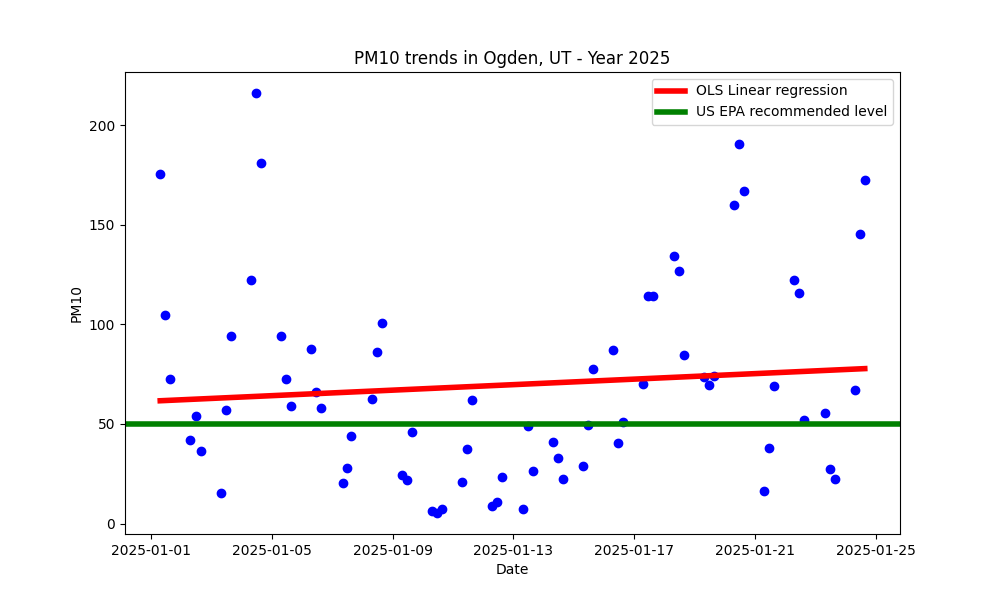 PM10 trends in Ogden, UT - Year 2025
OLS Linear regression
US EPA recommended level
200
150
100
50
0
PM10
2025-01-01
2025-01-05
2025-01-09
2025-01-13
2025-01-17
2025-01-21
2025-01-25
Date